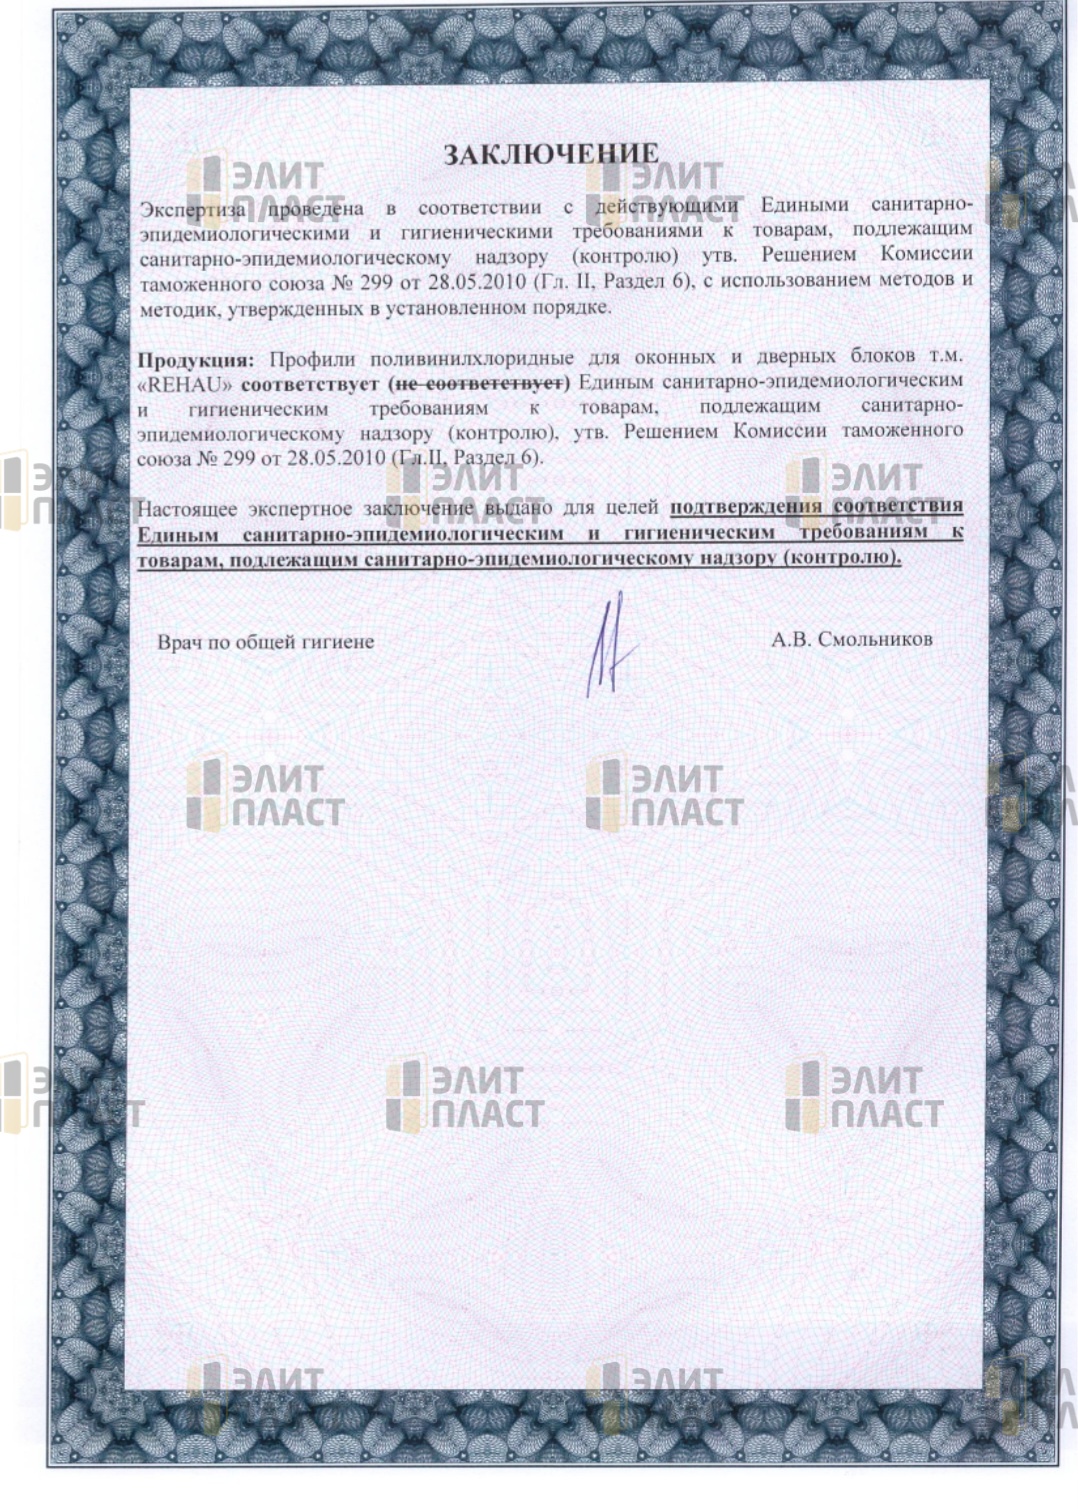 ЗАКЛЮЧЕНИЕ
Экспертиза проведена в соответствии с действующими Едиными санитарно-
эпидемиологическими и гигиеническими требованиями к товарам, подлежащим
санитарно-эпидемиологическому надзору (контролю) утв. Решением Комиссии
таможенного союза № 299 от 28.05.2010 (Гл. II, Раздел 6), с использованием методов и
методик, утвержденных в установленном порядке.
Продукция: Профили поливинилхлоридные для оконных и дверных блоков т.м.
«REHAU» соответствует (не соответствует) Единым санитарно-эпидемиологическим
и гигиеническим требованиям к товарам, подлежащим санитарно-
эпидемиологическому надзору (контролю), утв. Решением Комиссии таможенного
союза № 299 от 28.05.2010 (Гл.II, Раздел 6).
Настоящее экспертное заключение выдано для целей подтверждения соответствия
Единым санитарно-эпидемиологическим и гигиеническим требованиям к
товарам, подлежащим санитарно-эпидемиологическому надзору (контролю).
Врач по общей гигиене А.В. Смольников
ЭЛИТ
ПЛАСТ
ЭЛИТ
ПЛАСТ
ЭЛИТ
ПЛАСТ
ЭЛИТ
ПЛАСТ
ЭЛИТ
ПЛАСТ
ЭЛИТ
ПЛАСТ
ЭЛИТ
ПЛАСТ
ЭЛИТ
ПЛАСТ
ЭЛИТ
ПЛАСТ
ЭЛИТ
ПЛАСТ